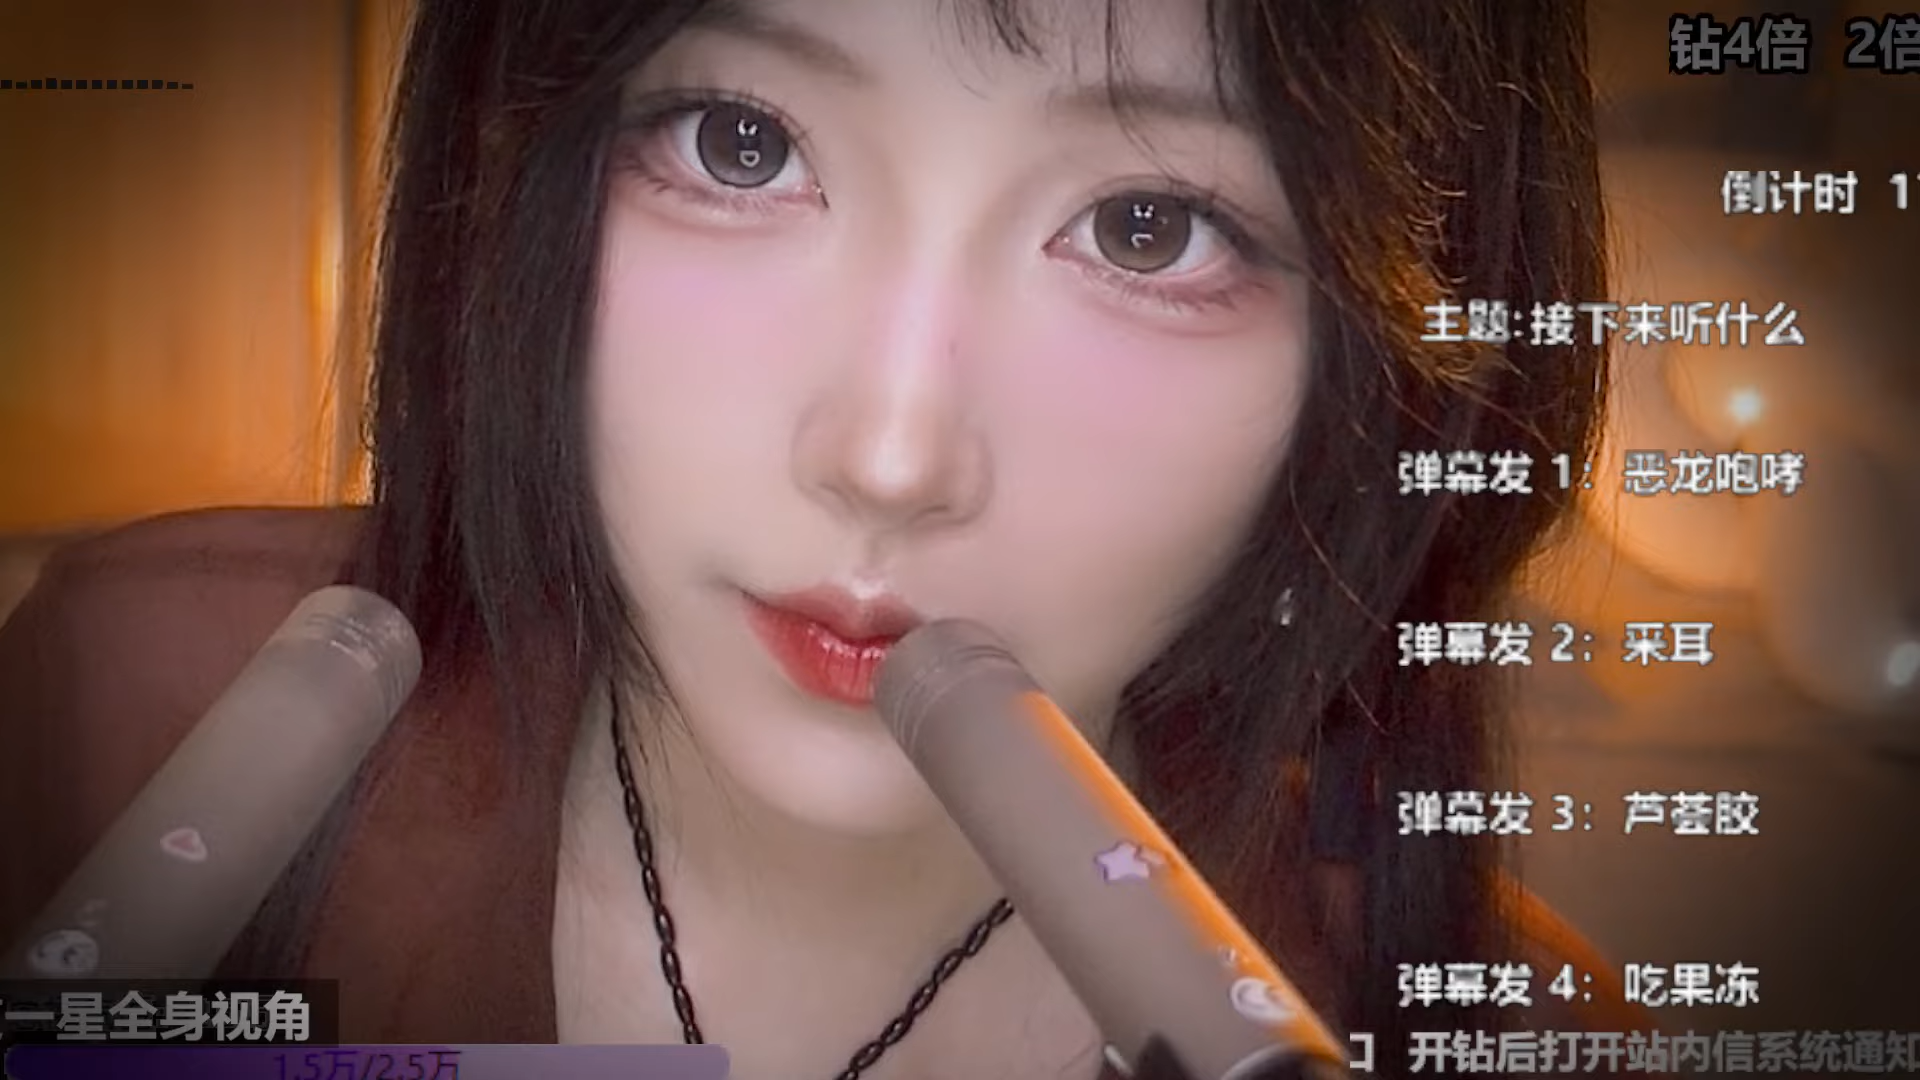 钻4倍 2倍
倒计时 1
主题:接下来听什么
弹幕发 1: 恶龙咆哮
弹幕发 2: 采耳
弹幕发 3: 芦荟胶
弹幕发 4: 吃果冻
一星全身视角
1.5万/2.5万
口 开钻后打开站内信系统通知